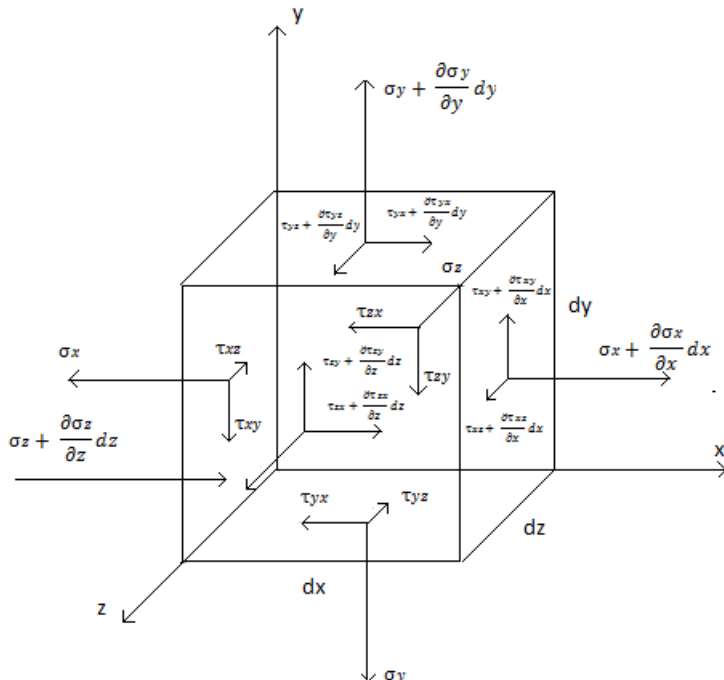 y
σy + ∂σy/∂y dy
τyz + ∂τyz/∂y dy
τyx + ∂τyx/∂y dy
σz
τxy + ∂τxy/∂x dx
dy
τzx
σx
τxz
σx + ∂σx/∂x dx
τzy + ∂τzy/∂z dz
τzy
τzx + ∂τzx/∂z dz
τxz + ∂τxz/∂x dx
τxy
σz + ∂σz/∂z dz
x
τyx
τyz
dz
dx
z
σy